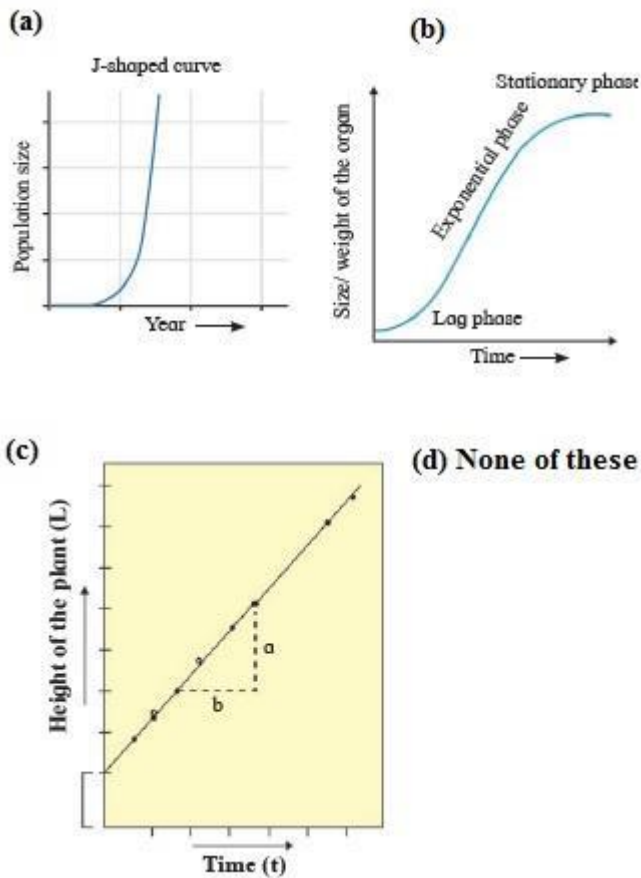 (a)
J-shaped curve
Population size
Year
(b)
Stationary phase
Exponential phase
Lag phase
Size/ weight of the organ
Time
(c)
Height of the plant (L)
a
b
Time (t)
(d) None of these